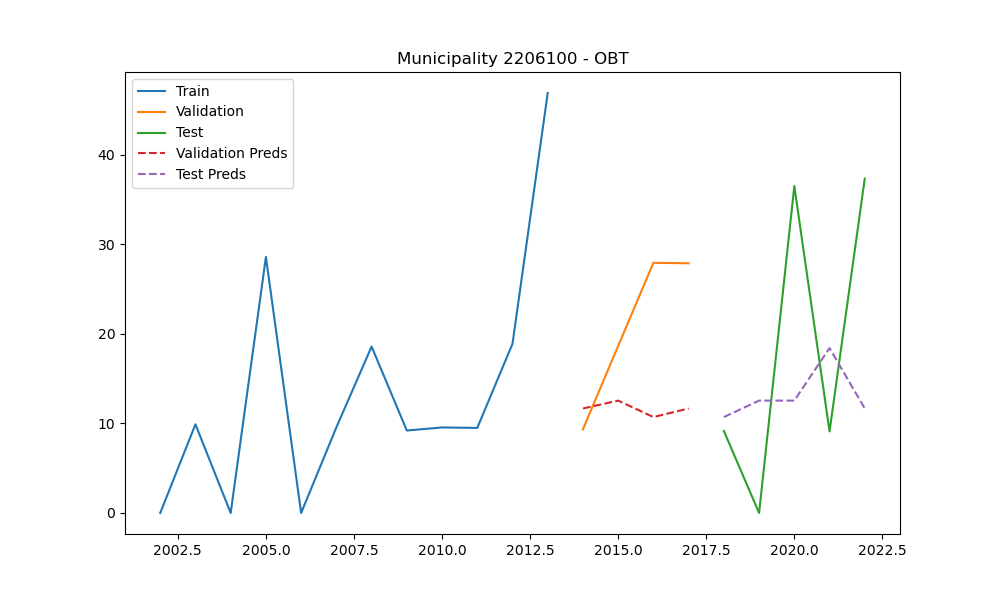 Municipality 2206100 - OBT
Train
Validation
Test
Validation Preds
Test Preds
40
30
20
10
0
2002.5 2005.0 2007.5 2010.0 2012.5 2015.0 2017.5 2020.0 2022.5